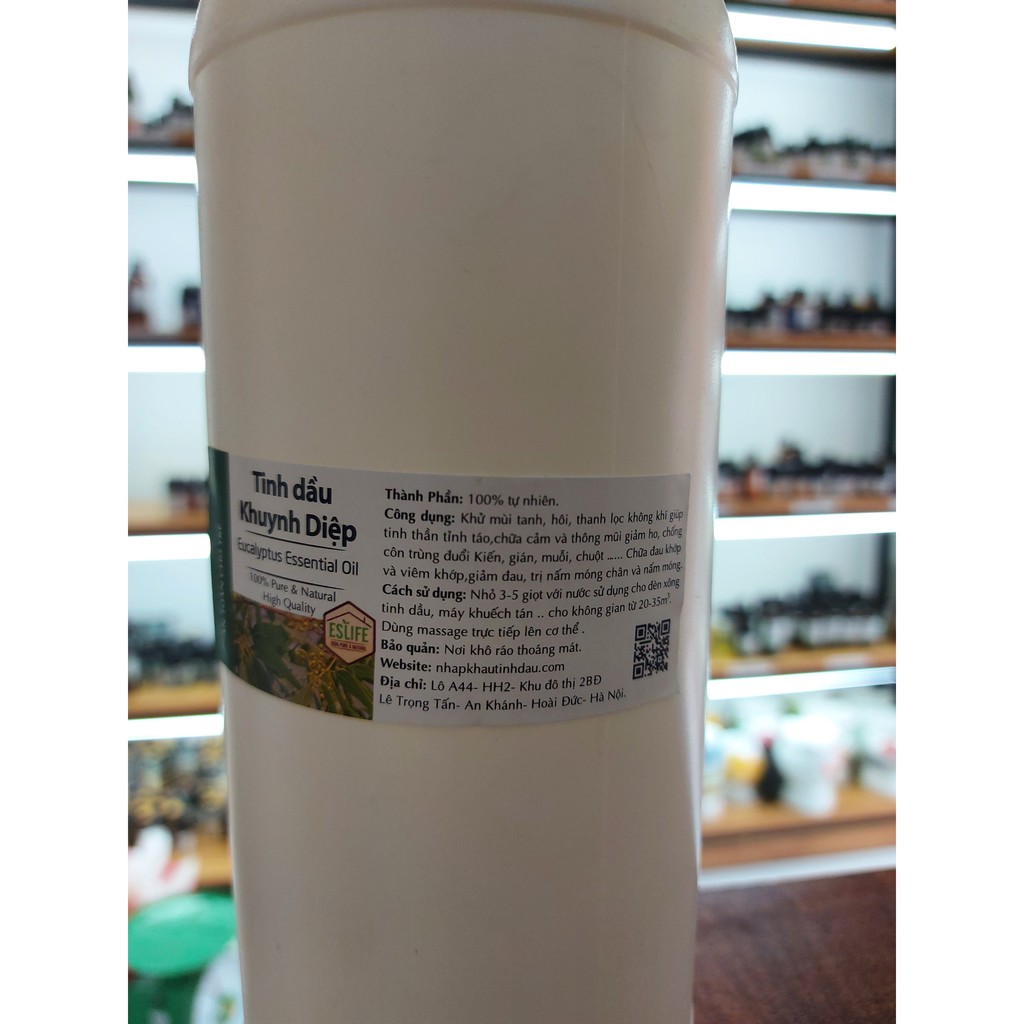 Tinh dầu
Khuynh Diệp
Eucalyptus Essential Oil
100% Pure & Natural
High Quality
ESLIFE
100% PURE & NATURAL
Thành Phần: 100% tự nhiên.
Công dụng: Khử mùi tanh, hôi, thanh lọc không khí giúp
tinh thần tỉnh táo,chữa cảm và thông mũi giảm ho, chống
côn trùng đuổi Kiến, gián, muỗi, chuột ..... Chữa đau khớp
và viêm khớp,giảm đau, trị nấm móng chân và nấm móng.
Cách sử dụng: Nhỏ 3-5 giọt với nước sử dụng cho đèn xông
tinh dầu, máy khuếch tán .. cho không gian từ 20-35m³.
Dùng massage trực tiếp lên cơ thể .
Bảo quản: Nơi khô ráo thoáng mát.
Website: nhapkhautinhdau.com
Địa chỉ: Lô A44- HH2- Khu đô thị 2BĐ
Lê Trọng Tấn- An Khánh- Hoài Đức- Hà Nội.